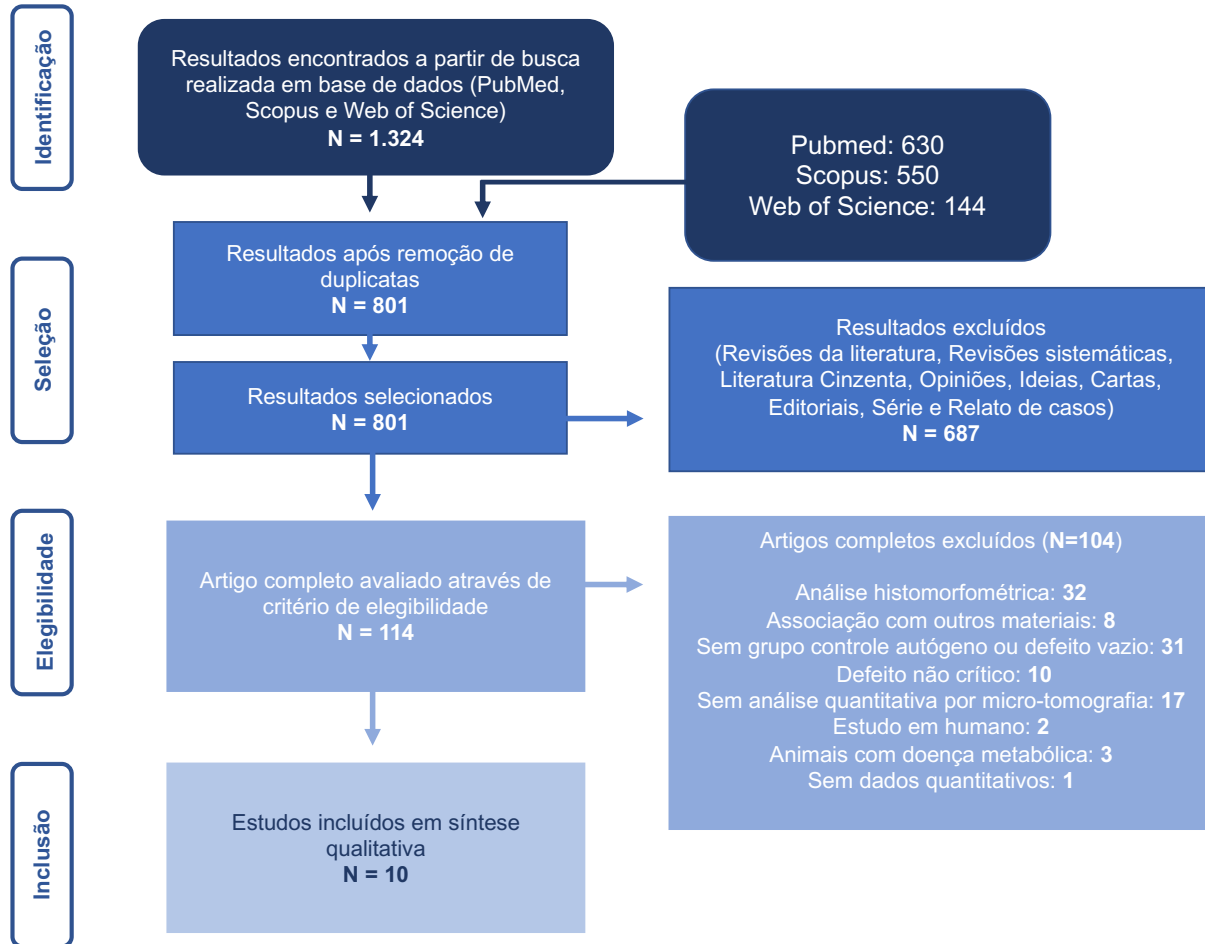 Identificação
Resultados encontrados a partir de busca
realizada em base de dados (PubMed,
Scopus e Web of Science)
N = 1.324
Pubmed: 630
Scopus: 550
Web of Science: 144
Seleção
Resultados após remoção de
duplicatas
N = 801
Resultados selecionados
N = 801
Resultados excluídos
(Revisões da literatura, Revisões sistemáticas,
Literatura Cinzenta, Opiniões, Ideias, Cartas,
Editoriais, Série e Relato de casos)
N = 687
Elegibilidade
Artigo completo avaliado através de
critério de elegibilidade
N = 114
Artigos completos excluídos (N=104)
Análise histomorfométrica: 32
Associação com outros materiais: 8
Sem grupo controle autógeno ou defeito vazio: 31
Defeito não crítico: 10
Sem análise quantitativa por micro-tomografia: 17
Estudo em humano: 2
Animais com doença metabólica: 3
Sem dados quantitativos: 1
Inclusão
Estudos incluídos em síntese
qualitativa
N = 10